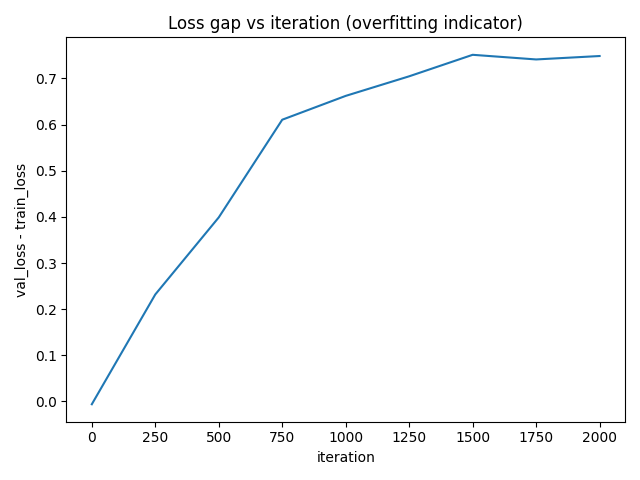 Loss gap vs iteration (overfitting indicator)
val_loss - train_loss
0.7
0.6
0.5
0.4
0.3
0.2
0.1
0.0
0 250 500 750 1000 1250 1500 1750 2000
iteration